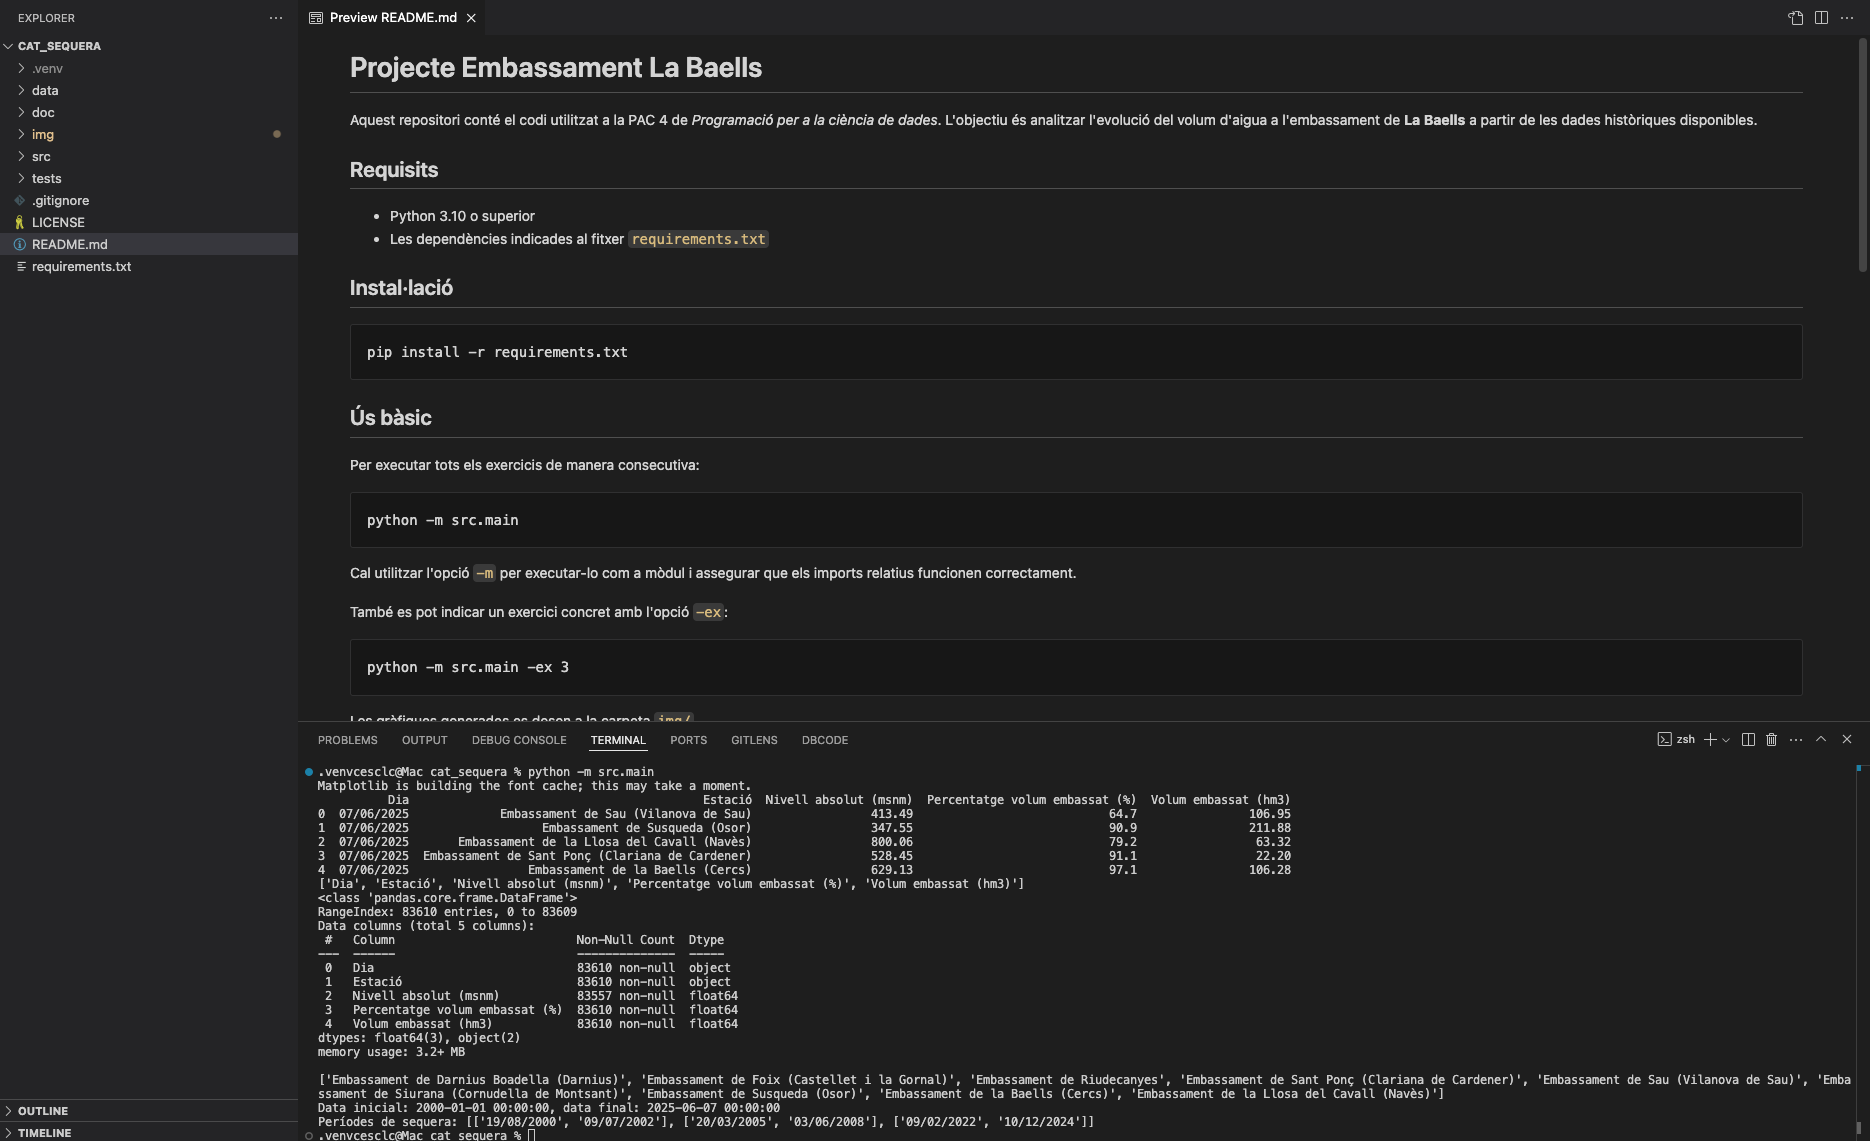 EXPLORER
CAT_SEQUERA
.venv
data
doc
img
src
tests
.gitignore
LICENSE
README.md
requirements.txt
OUTLINE
TIMELINE
Preview README.md
Projecte Embassament La Baells
Aquest repositori conté el codi utilitzat a la PAC 4 de Programació per a la ciència de dades. L'objectiu és analitzar l'evolució del volum d'aigua a l'embassament de La Baells a partir de les dades històriques disponibles.
Requisits
• Python 3.10 o superior
• Les dependències indicades al fitxer requirements.txt
Instal·lació
pip install -r requirements.txt
Ús bàsic
Per executar tots els exercicis de manera consecutiva:
python -m src.main
Cal utilitzar l'opció -m per executar-lo com a mòdul i assegurar que els imports relatius funcionen correctament.
També es pot indicar un exercici concret amb l'opció -ex:
python -m src.main -ex 3
Les gràfiques generades es desen a la carpeta img/
PROBLEMS OUTPUT DEBUG CONSOLE TERMINAL PORTS GITLENS DBCODE
zsh
.venvcesclc@Mac cat_sequera % python -m src.main
Matplotlib is building the font cache; this may take a moment.
Dia Estació Nivell absolut (msnm) Percentatge volum embassat (%) Volum embassat (hm3)
0 07/06/2025 Embassament de Sau (Vilanova de Sau) 413.49 64.7 106.95
1 07/06/2025 Embassament de Susqueda (Osor) 347.55 90.9 211.88
2 07/06/2025 Embassament de la Llosa del Cavall (Navès) 800.06 79.2 63.32
3 07/06/2025 Embassament de Sant Ponç (Clariana de Cardener) 528.45 91.1 22.20
4 07/06/2025 Embassament de la Baells (Cercs) 629.13 97.1 106.28
['Dia', 'Estació', 'Nivell absolut (msnm)', 'Percentatge volum embassat (%)', 'Volum embassat (hm3)']
<class 'pandas.core.frame.DataFrame'>
RangeIndex: 83610 entries, 0 to 83609
Data columns (total 5 columns):
# Column Non-Null Count Dtype
--- ------ -------------- -----
0 Dia 83610 non-null object
1 Estació 83610 non-null object
2 Nivell absolut (msnm) 83557 non-null float64
3 Percentatge volum embassat (%) 83610 non-null float64
4 Volum embassat (hm3) 83610 non-null float64
dtypes: float64(3), object(2)
memory usage: 3.2+ MB
['Embassament de Darnius Boadella (Darnius)', 'Embassament de Foix (Castellet i la Gornal)', 'Embassament de Riudecanyes', 'Embassament de Sant Ponç (Clariana de Cardener)', 'Embassament de Sau (Vilanova de Sau)', 'Emba
ssament de Siurana (Cornudella de Montsant)', 'Embassament de Susqueda (Osor)', 'Embassament de la Baells (Cercs)', 'Embassament de la Llosa del Cavall (Navès)']
Data inicial: 2000-01-01 00:00:00, data final: 2025-06-07 00:00:00
Períodes de sequera: [['19/08/2000', '09/07/2002'], ['20/03/2005', '03/06/2008'], ['09/02/2022', '10/12/2024']]
.venvcesclc@Mac cat_sequera %